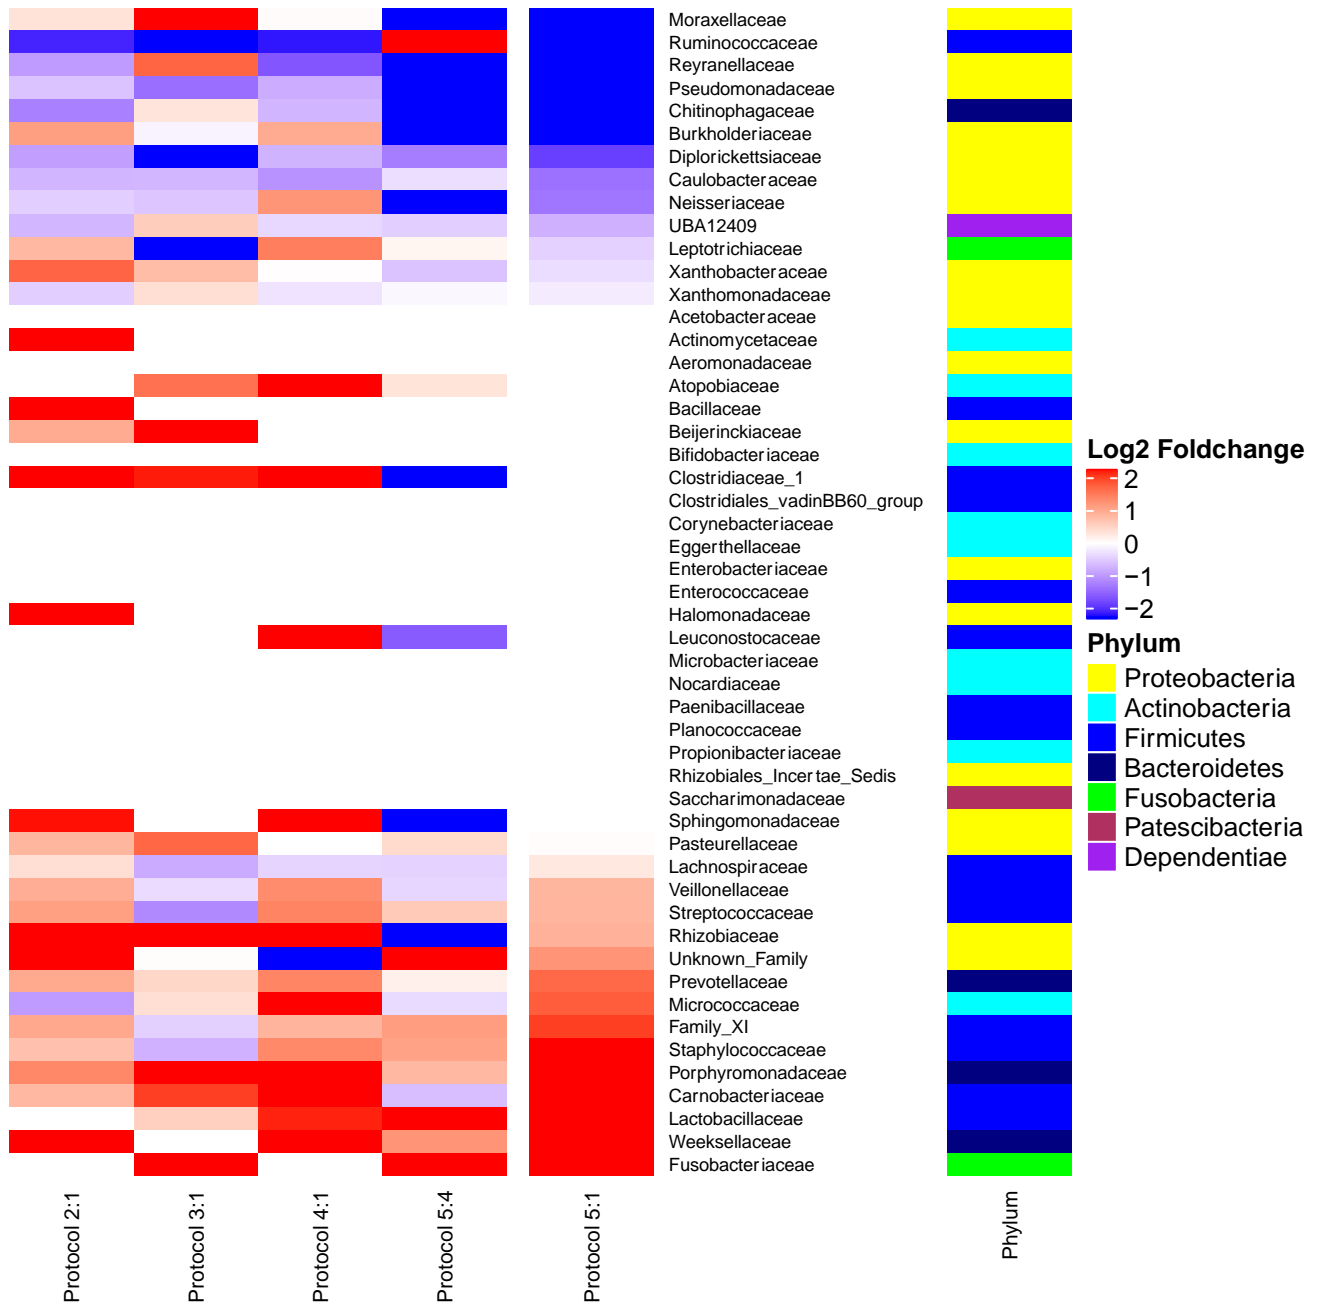 Moraxellaceae
Ruminococcaceae
Reyranellaceae
Pseudomonadaceae
Chitinophagaceae
Burkholderiaceae
Diplorickettsiaceae
Caulobacteraceae
Neisseriaceae
UBA12409
Leptotrichiaceae
Xanthobacteraceae
Xanthomonadaceae
Acetobacteraceae
Actinomycetaceae
Aeromonadaceae
Atopobiaceae
Bacillaceae
Beijerinckiaceae
Bifidobacteriaceae
Clostridiaceae_1
Clostridiales_vadinBB60_group
Corynebacteriaceae
Eggerthellaceae
Enterobacteriaceae
Enterococcaceae
Halomonadaceae
Leuconostocaceae
Microbacteriaceae
Nocardiaceae
Paenibacillaceae
Planococcaceae
Propionibacteriaceae
Rhizobiales_Incertae_Sedis
Saccharimonadaceae
Sphingomonadaceae
Pasteurellaceae
Lachnospiraceae
Veillonellaceae
Streptococcaceae
Rhizobiaceae
Unknown_Family
Prevotellaceae
Micrococcaceae
Family_XI
Staphylococcaceae
Porphyromonadaceae
Carnobacteriaceae
Lactobacillaceae
Weeksellaceae
Fusobacteriaceae
Protocol 2:1
Protocol 3:1
Protocol 4:1
Protocol 5:4
Protocol 5:1
Phylum
Log2 Foldchange
2
1
0
−1
−2
Phylum
Proteobacteria
Actinobacteria
Firmicutes
Bacteroidetes
Fusobacteria
Patescibacteria
Dependentiae